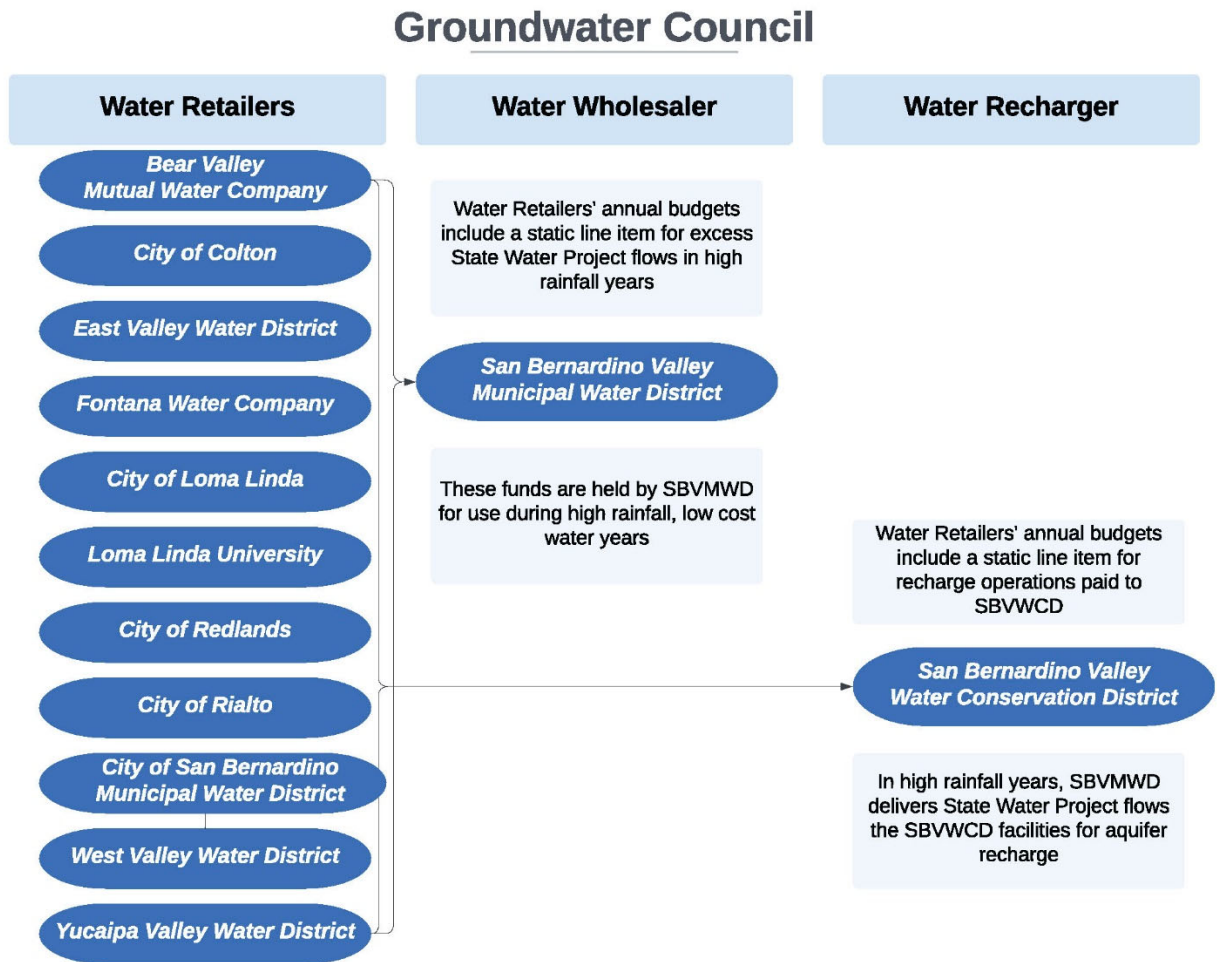 Groundwater Council
Water Retailers
Bear Valley
Mutual Water Company
City of Colton
East Valley Water District
Fontana Water Company
City of Loma Linda
Loma Linda University
City of Redlands
City of Rialto
City of San Bernardino
Municipal Water District
West Valley Water District
Yucaipa Valley Water District
Water Wholesaler
Water Retailers' annual budgets
include a static line item for excess
State Water Project flows in high
rainfall years
San Bernardino Valley
Municipal Water District
These funds are held by SBVMWD
for use during high rainfall, low cost
water years
Water Recharger
Water Retailers' annual budgets
include a static line item for
recharge operations paid to
SBVWCD
San Bernardino Valley
Water Conservation District
In high rainfall years, SBVMWD
delivers State Water Project flows
the SBVWCD facilities for aquifer
recharge